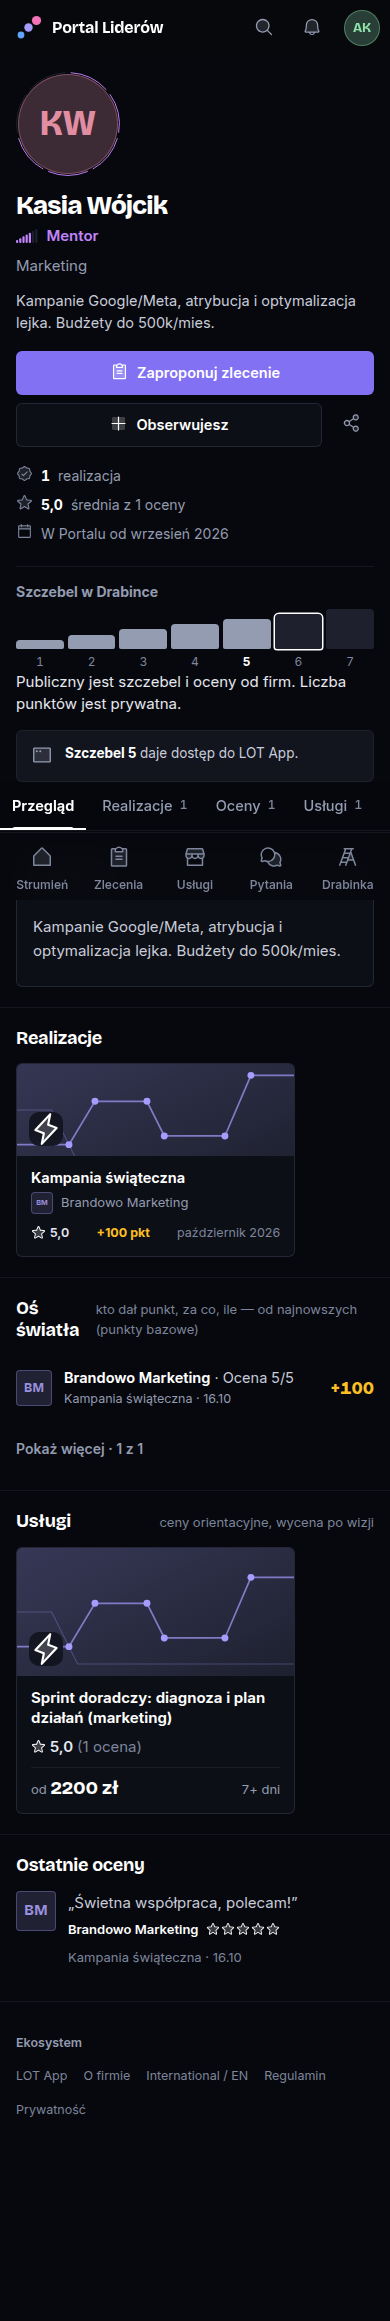 Portal Liderów
AK
KW
Kasia Wójcik
Mentor
Marketing
Kampanie Google/Meta, atrybucja i optymalizacja
lejka. Budżety do 500k/mies.
Zaproponuj zlecenie
Obserwujesz
1 realizacja
5,0 średnia z 1 oceny
W Portalu od wrzesień 2026
Szczebel w Drabince
1 2 3 4 5 6 7
Publiczny jest szczebel i oceny od firm. Liczba
punktów jest prywatna.
Szczebel 5 daje dostęp do LOT App.
Przegląd Realizacje 1 Oceny 1 Usługi 1
Strumień Zlecenia Usługi Pytania Drabinka
Kampanie Google/Meta, atrybucja i
optymalizacja lejka. Budżety do 500k/mies.
Realizacje
Kampania świąteczna
BM Brandowo Marketing
5,0 +100 pkt październik 2026
Oś
światła
kto dał punkt, za co, ile — od najnowszych
(punkty bazowe)
BM
Brandowo Marketing · Ocena 5/5
Kampania świąteczna · 16.10
+100
Pokaż więcej · 1 z 1
Usługi
ceny orientacyjne, wycena po wizji
Sprint doradczy: diagnoza i plan
działań (marketing)
5,0 (1 ocena)
od 2200 zł 7+ dni
Ostatnie oceny
BM
„Świetna współpraca, polecam!”
Brandowo Marketing
Kampania świąteczna · 16.10
Ekosystem
LOT App O firmie International / EN Regulamin
Prywatność